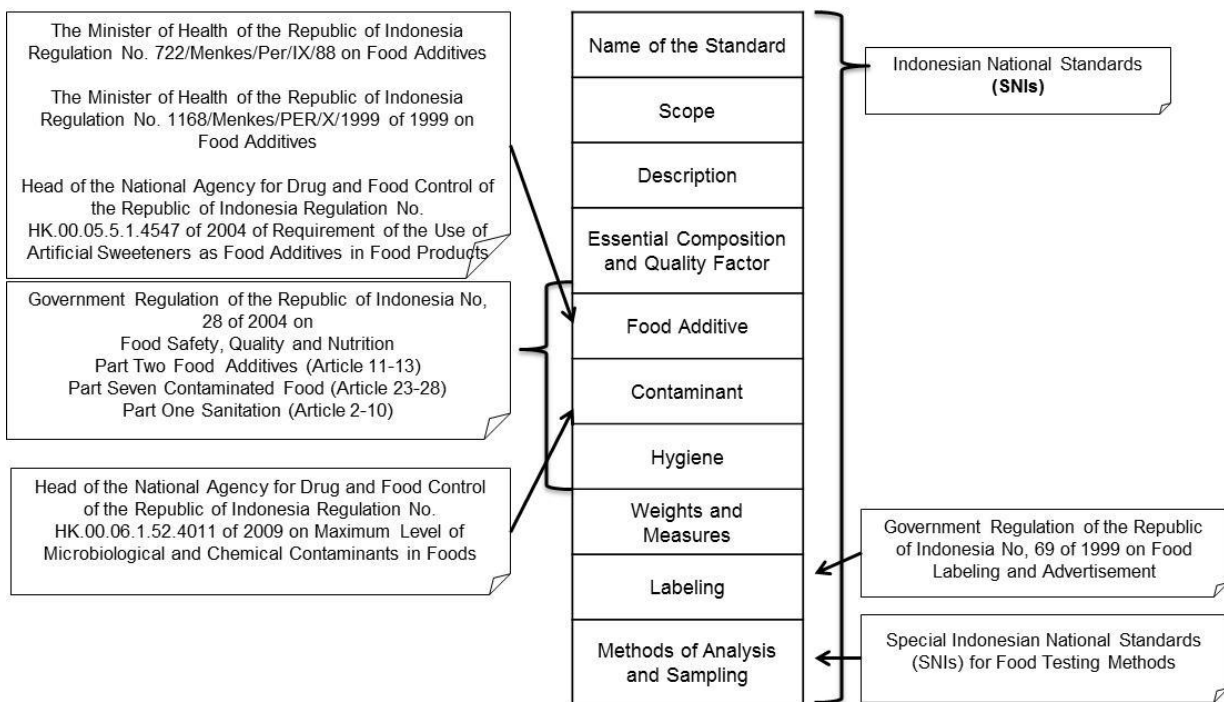 The Minister of Health of the Republic of Indonesia
Regulation No. 722/Menkes/Per/IX/88 on Food Additives
The Minister of Health of the Republic of Indonesia
Regulation No. 1168/Menkes/PER/X/1999 of 1999 on
Food Additives
Head of the National Agency for Drug and Food Control of
the Republic of Indonesia Regulation No.
HK.00.05.5.1.4547 of 2004 of Requirement of the Use of
Artificial Sweeteners as Food Additives in Food Products
Government Regulation of the Republic of Indonesia No,
28 of 2004 on
Food Safety, Quality and Nutrition
Part Two Food Additives (Article 11-13)
Part Seven Contaminated Food (Article 23-28)
Part One Sanitation (Article 2-10)
Head of the National Agency for Drug and Food Control
of the Republic of Indonesia Regulation No.
HK.00.06.1.52.4011 of 2009 on Maximum Level of
Microbiological and Chemical Contaminants in Foods
Name of the Standard
Scope
Description
Essential Composition
and Quality Factor
Food Additive
Contaminant
Hygiene
Weights and
Measures
Labeling
Methods of Analysis
and Sampling
Indonesian National Standards
(SNIs)
Government Regulation of the Republic
of Indonesia No, 69 of 1999 on Food
Labeling and Advertisement
Special Indonesian National Standards
(SNIs) for Food Testing Methods